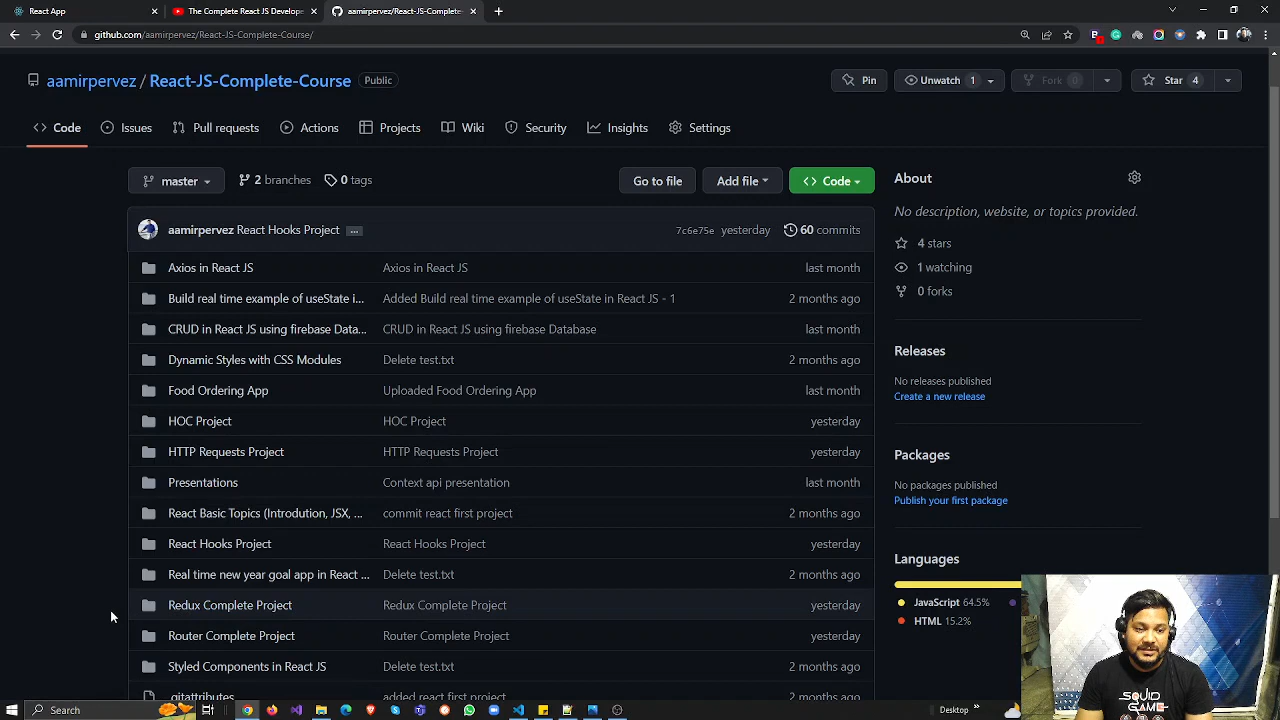 React App
The Complete React JS Develope
aamirpervez/React-JS-Complete-
github.com/aamirpervez/React-JS-Complete-Course/
aamirpervez / React-JS-Complete-Course Public
Pin
Unwatch 1
Fork 0
Star 4
Code
Issues
Pull requests
Actions
Projects
Wiki
Security
Insights
Settings
master
2 branches
0 tags
Go to file
Add file
Code
aamirpervez React Hooks Project ... 7c6e75e yesterday 60 commits
Axios in React JS Axios in React JS last month
Build real time example of useState i... Added Build real time example of useState in React JS - 1 2 months ago
CRUD in React JS using firebase Data... CRUD in React JS using firebase Database last month
Dynamic Styles with CSS Modules Delete test.txt 2 months ago
Food Ordering App Uploaded Food Ordering App last month
HOC Project HOC Project yesterday
HTTP Requests Project HTTP Requests Project yesterday
Presentations Context api presentation last month
React Basic Topics (Introdution, JSX, ... commit react first project 2 months ago
React Hooks Project React Hooks Project yesterday
Real time new year goal app in React ... Delete test.txt 2 months ago
Redux Complete Project Redux Complete Project yesterday
Router Complete Project Router Complete Project yesterday
Styled Components in React JS Delete test.txt 2 months ago
.gitattributes added react first project 2 months ago
About
No description, website, or topics provided.
4 stars
1 watching
0 forks
Releases
No releases published
Create a new release
Packages
No packages published
Publish your first package
Languages
JavaScript 64.5%
HTML 15.2%
SQUID
GAME
Search
Desktop